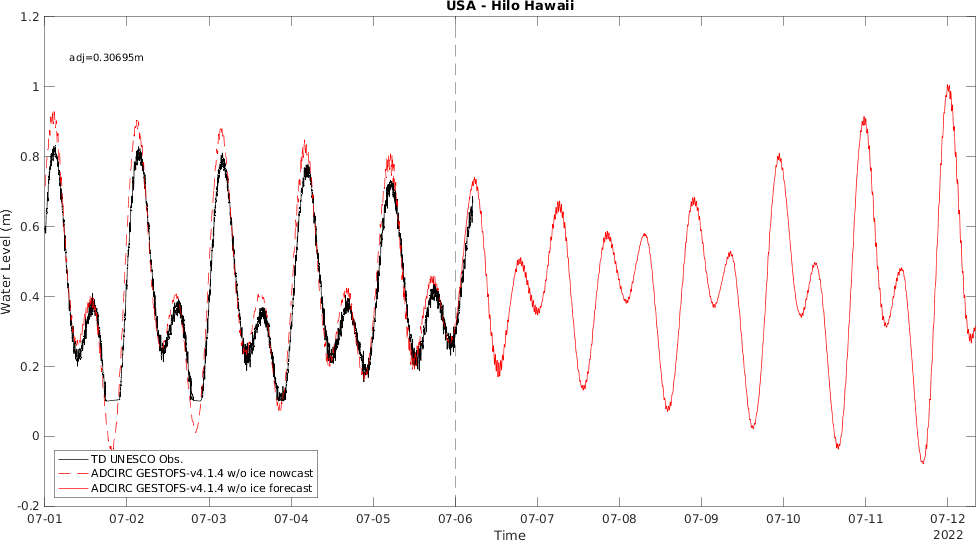 USA - Hilo Hawaii
adj=0.30695m
Water Level (m)
1.2
1
0.8
0.6
0.4
0.2
0
-0.2
TD UNESCO Obs.
ADCIRC GESTOFS-v4.1.4 w/o ice nowcast
ADCIRC GESTOFS-v4.1.4 w/o ice forecast
07-01 07-02 07-03 07-04 07-05 07-06 07-07 07-08 07-09 07-10 07-11 07-12
Time
2022